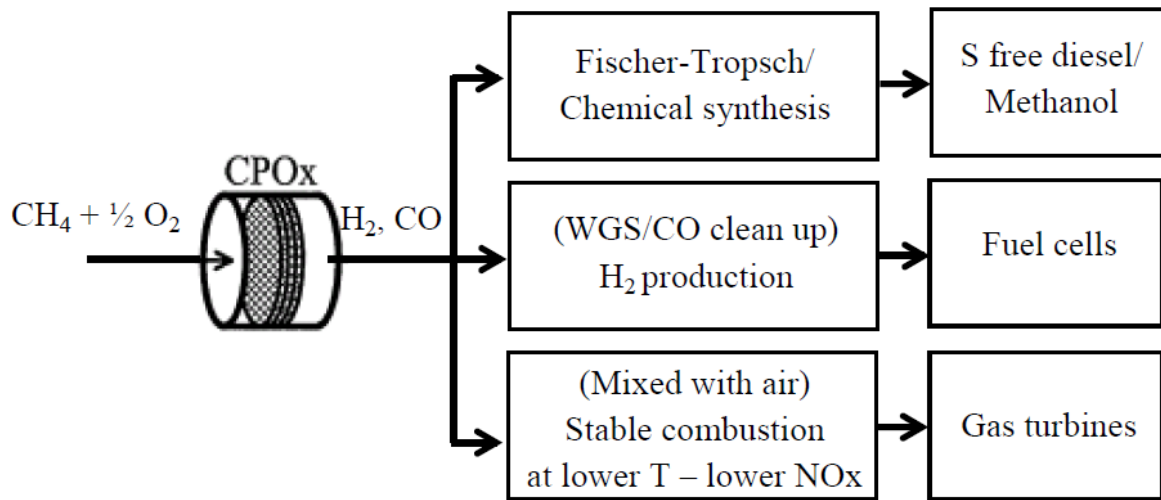 CPOx
CH₄ + ½ O₂
H₂, CO
Fischer-Tropsch/
Chemical synthesis
S free diesel/
Methanol
(WGS/CO clean up)
H₂ production
Fuel cells
(Mixed with air)
Stable combustion
at lower T – lower NOx
Gas turbines